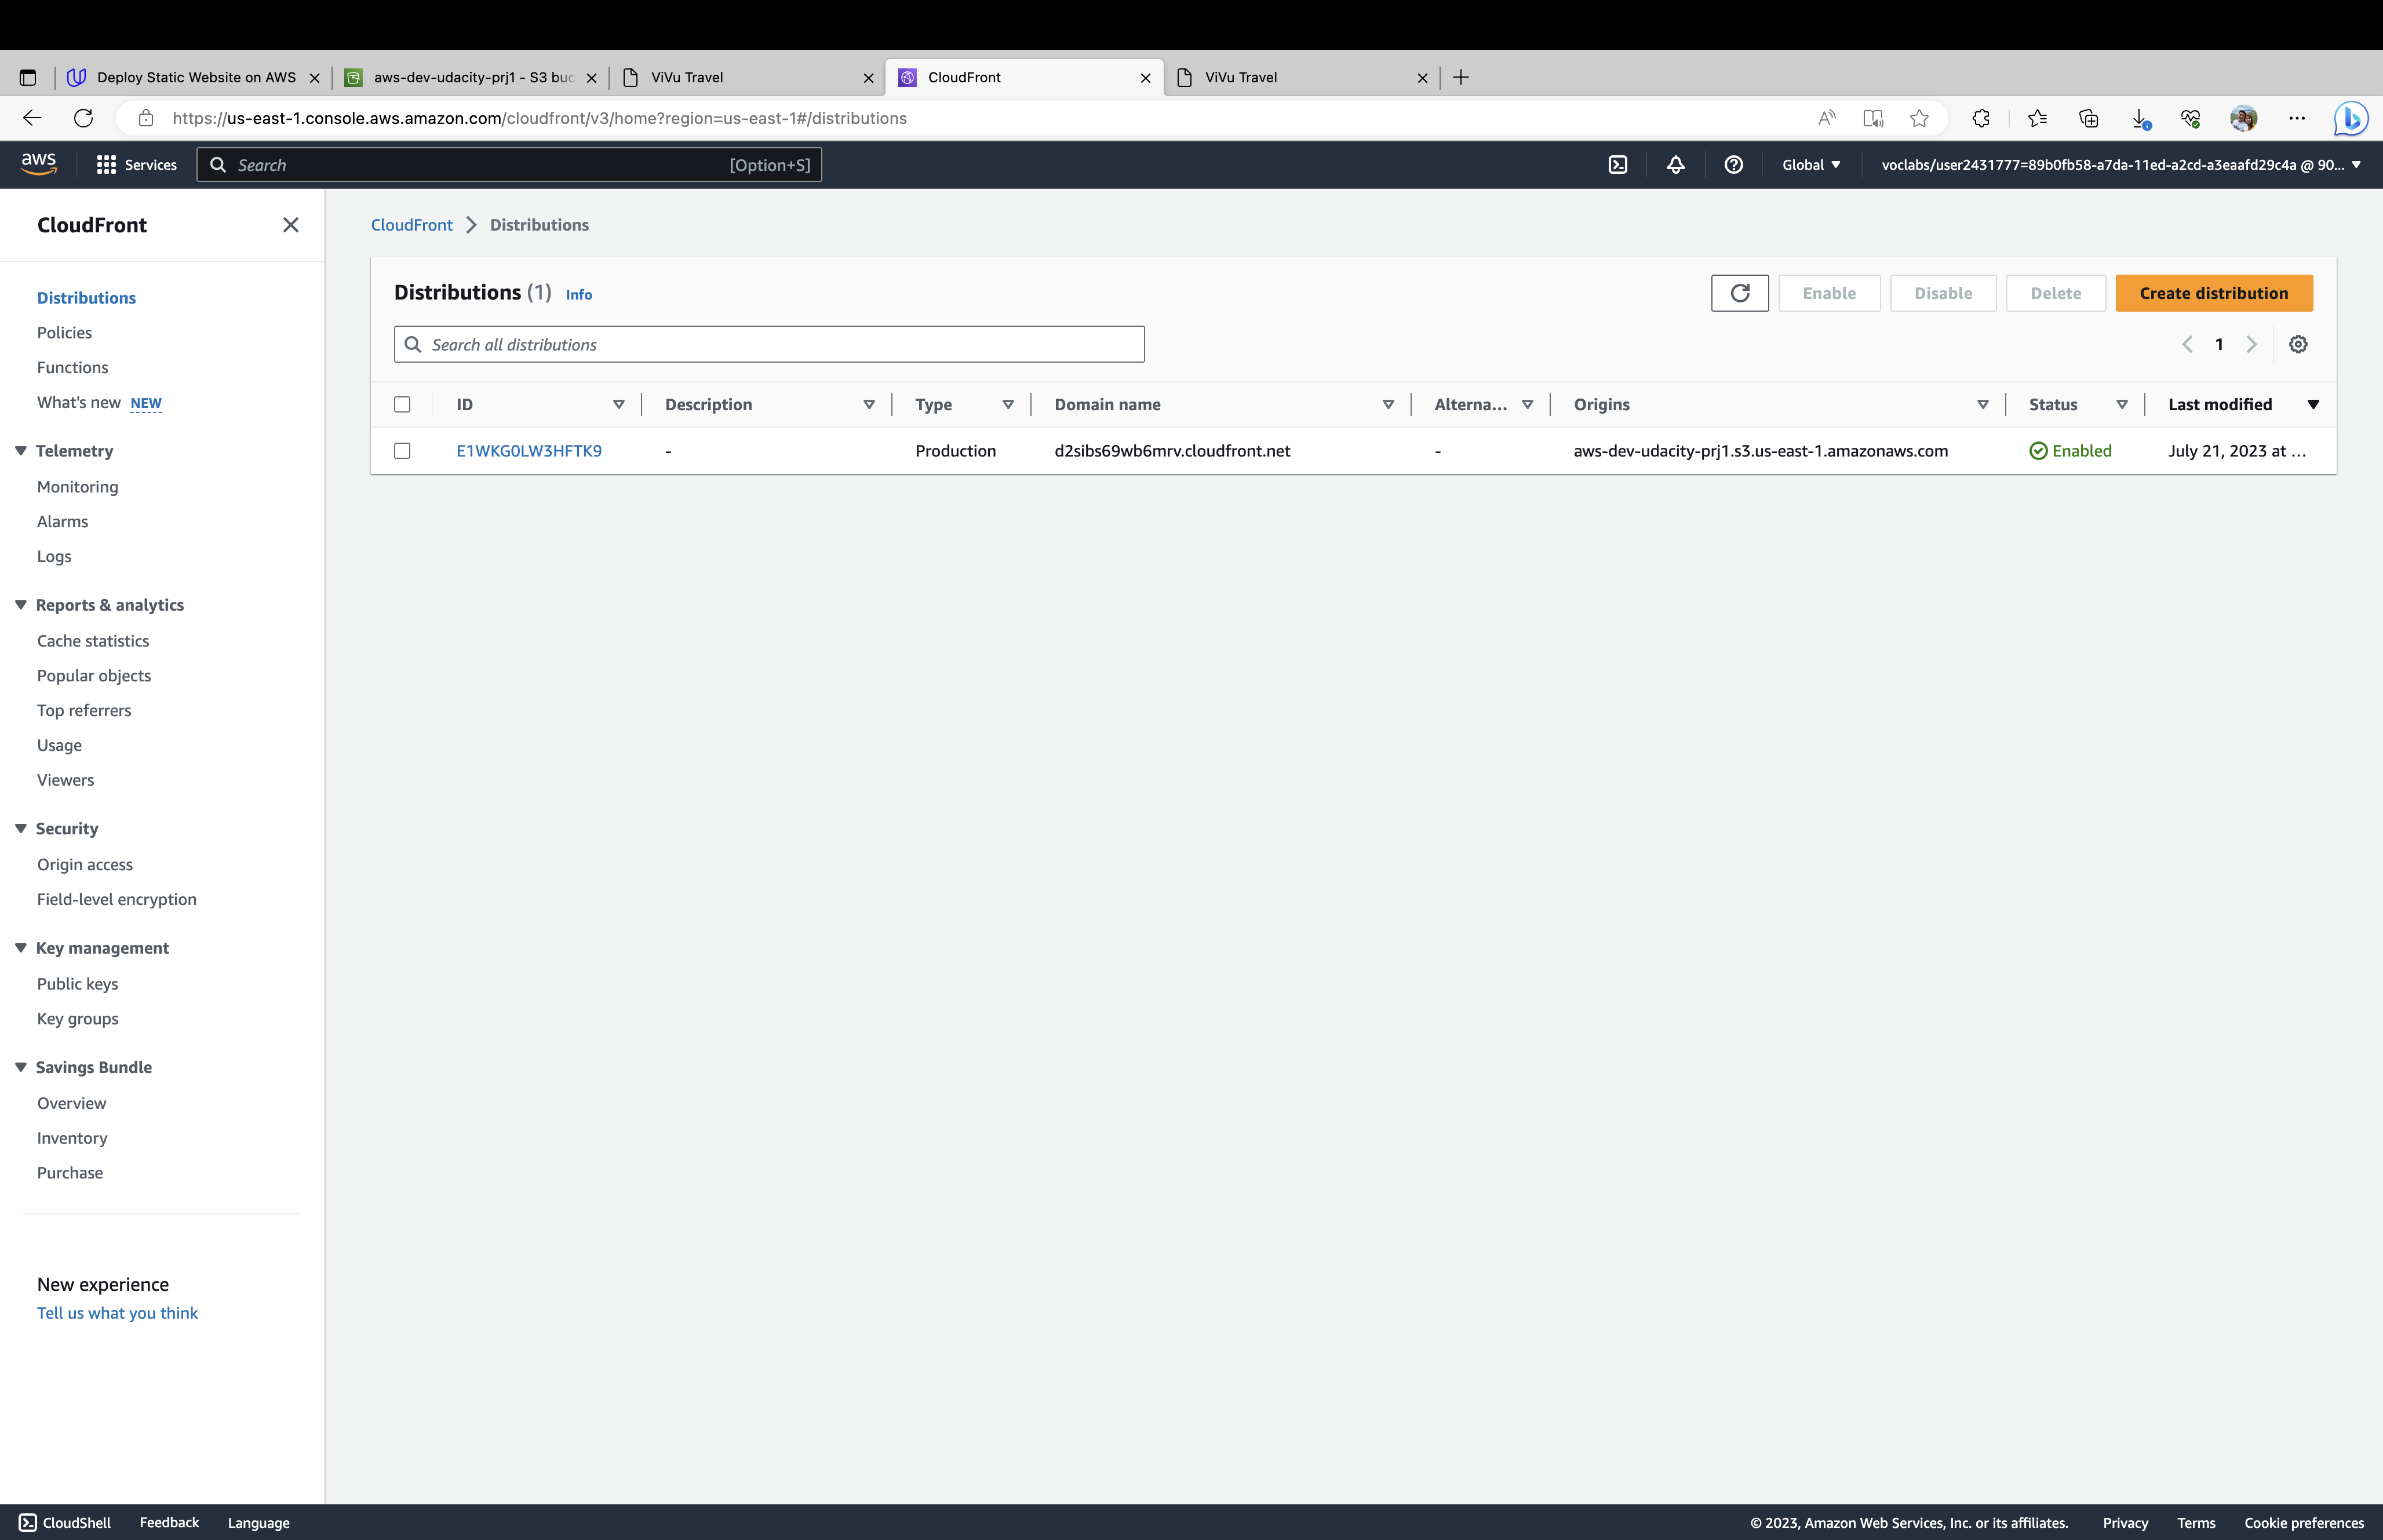 Deploy Static Website on AWS
aws-dev-udacity-prj1 - S3 buc
ViVu Travel
CloudFront
ViVu Travel
https://us-east-1.console.aws.amazon.com/cloudfront/v3/home?region=us-east-1#/distributions
aws
Services
Search
[Option+S]
Global
voclabs/user2431777=89b0fb58-a7da-11ed-a2cd-a3eaafd29c4a @ 90...
CloudFront
Distributions
Policies
Functions
What's new NEW
Telemetry
Monitoring
Alarms
Logs
Reports & analytics
Cache statistics
Popular objects
Top referrers
Usage
Viewers
Security
Origin access
Field-level encryption
Key management
Public keys
Key groups
Savings Bundle
Overview
Inventory
Purchase
New experience
Tell us what you think
CloudFront > Distributions
Distributions (1) Info
Enable
Disable
Delete
Create distribution
Search all distributions
1
ID Description Type Domain name Alterna... Origins Status Last modified
E1WKG0LW3HFTK9 - Production d2sibs69wb6mrv.cloudfront.net - aws-dev-udacity-prj1.s3.us-east-1.amazonaws.com Enabled July 21, 2023 at ...
CloudShell Feedback Language
© 2023, Amazon Web Services, Inc. or its affiliates. Privacy Terms Cookie preferences